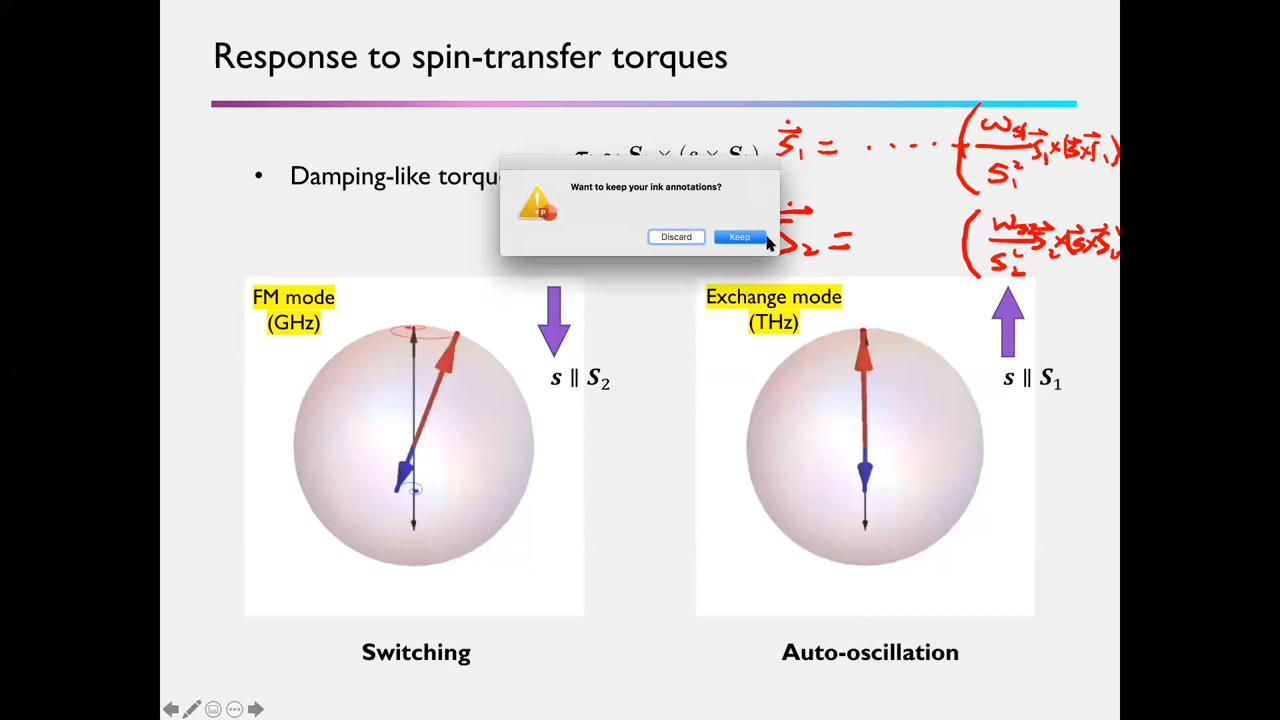 Response to spin-transfer torques
• Damping-like torqu
Want to keep your ink annotations?
Discard Keep
FM mode
(GHz)
s ∥ S₂
Exchange mode
(THz)
s ∥ S₁
Switching
Auto-oscillation